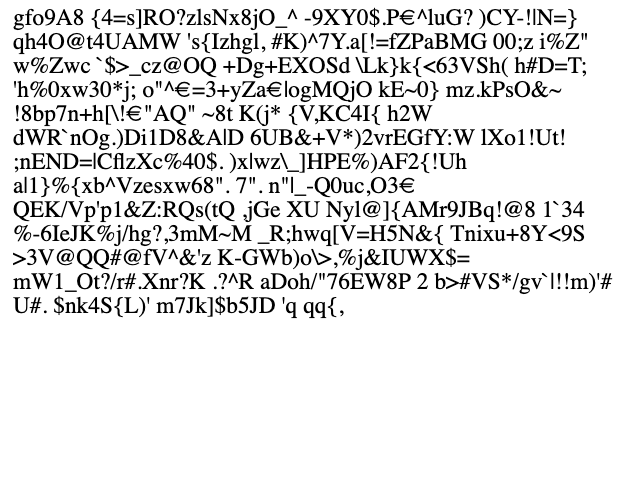 gfo9A8 {4=s]RO?zlsNx8jO_^ -9XY0$.P€^luG? )CY-!|N=}
qh4O@t4UAMW 's{Izhgl, #K)^7Y.a[!=fZPaBMG 00;z i%Z"
w%Zwc `$>_cz@OQ +Dg+EXOSd \Lk}k{<63VSh( h#D=T;
'h%0xw30*j; o"^€=3+yZa€|ogMQjO kE~0} mz.kPsO&~
!8bp7n+h[\!€"AQ" ~8t K(j* {V,KC4I{ h2W
dWR`nOg.)Di1D8&A|D 6UB&+V*)2vrEGfY:W lXo1!Ut!
;nEND=|CflzXc%40$. )x|wz\_]HPE%)AF2{!Uh
a|1}%{xb^Vzesxw68". 7". n"|_-Q0uc,O3€
QEK/Vp'p1&Z:RQs(tQ ,jGe XU Nyl@]{AMr9JBq!@8 1`34
%-6IeJK%j/hg?,3mM~M _R;hwq[V=H5N&{ Tnixu+8Y<9S
>3V@QQ#@fV^&'z K-GWb)o\>,%j&IUWX$=
mW1_Ot?/r#.Xnr?K .?^R aDoh/"76EW8P 2 b>#VS*/gv`|!!m)'#
U#. $nk4S{L)' m7Jk]$b5JD 'q qq{,